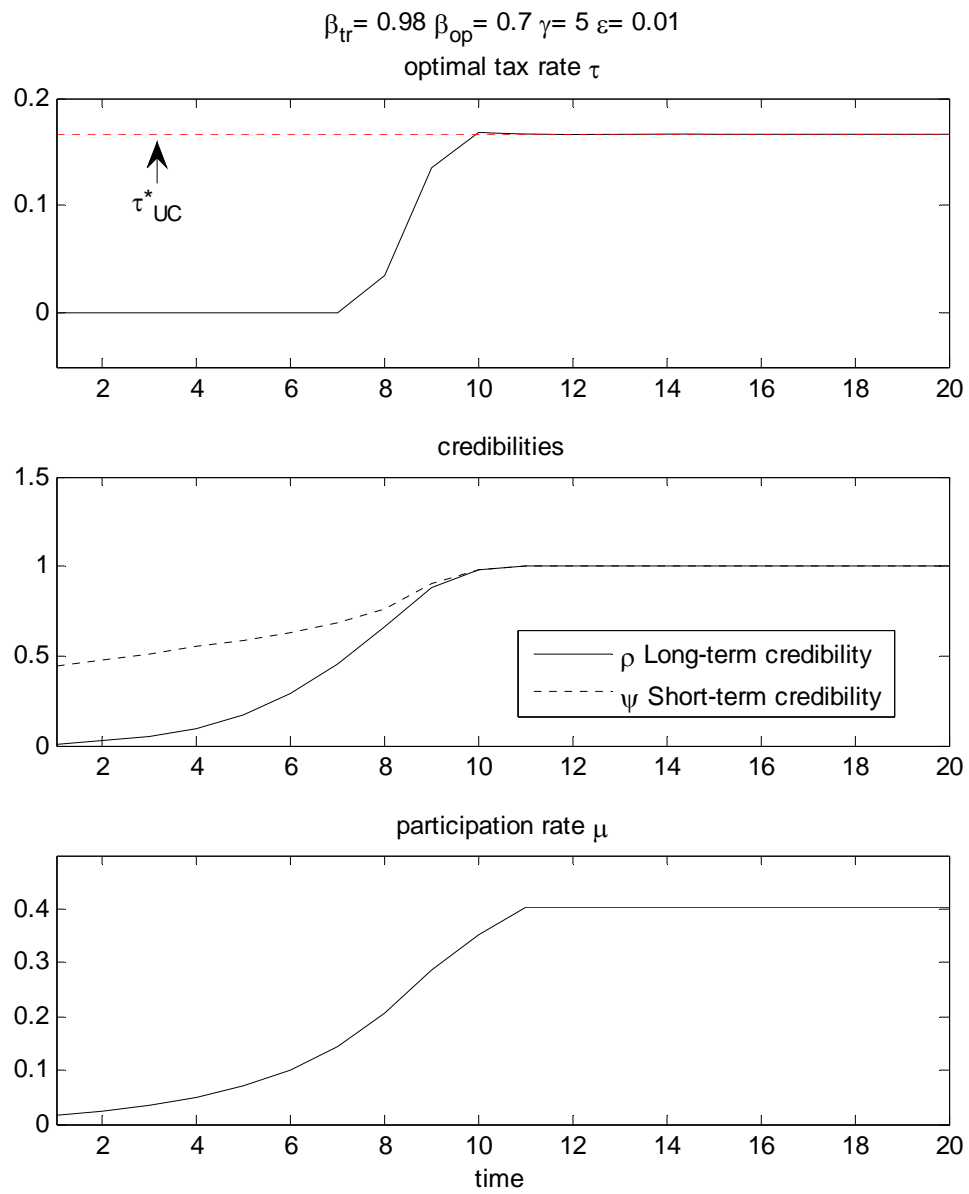 βtr= 0.98 βop= 0.7 γ= 5 ε= 0.01
optimal tax rate τ
0.2
0.1
0
τ*UC
2 4 6 8 10 12 14 16 18 20
credibilities
1.5
1
0.5
0
ρ Long-term credibility
ψ Short-term credibility
2 4 6 8 10 12 14 16 18 20
participation rate μ
0.4
0.3
0.2
0.1
0
2 4 6 8 10 12 14 16 18 20
time